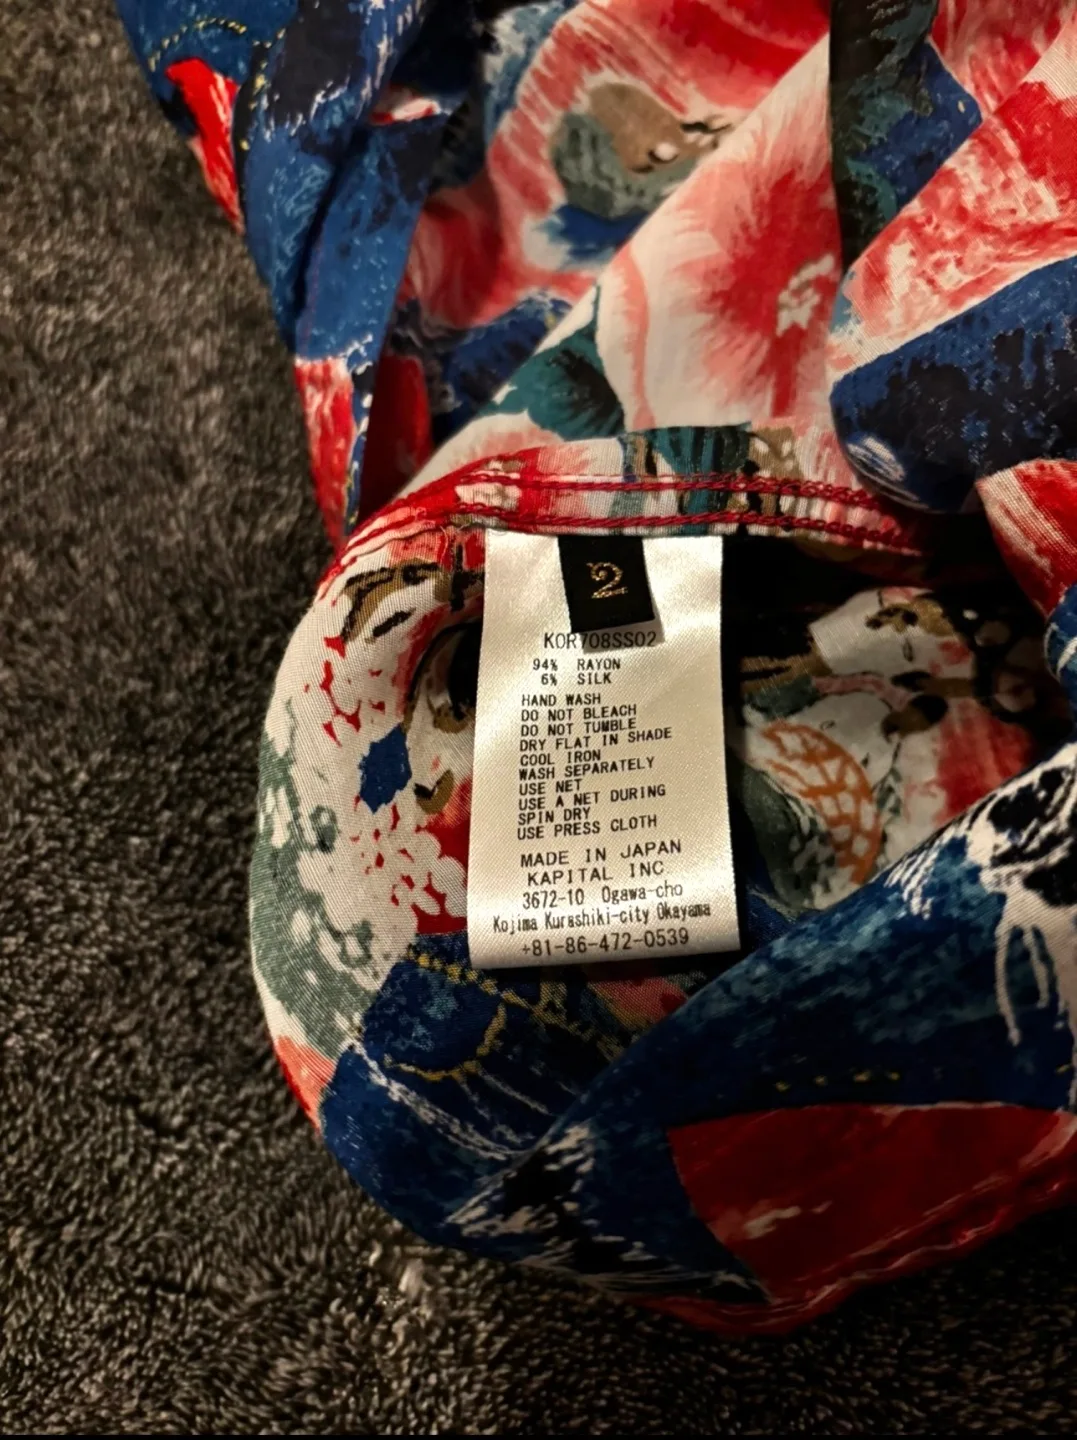 2
KOR708SS02
94% RAYON
6% SILK
HAND WASH
DO NOT BLEACH
DO NOT TUMBLE
DRY FLAT IN SHADE
COOL IRON
WASH SEPARATELY
USE NET
USE A NET DURING
SPIN DRY
USE PRESS CLOTH
MADE IN JAPAN
KAPITAL INC
3672-10 Ogawa-cho
Kojima Kurashiki-city Okayama
+81-86-472-0539